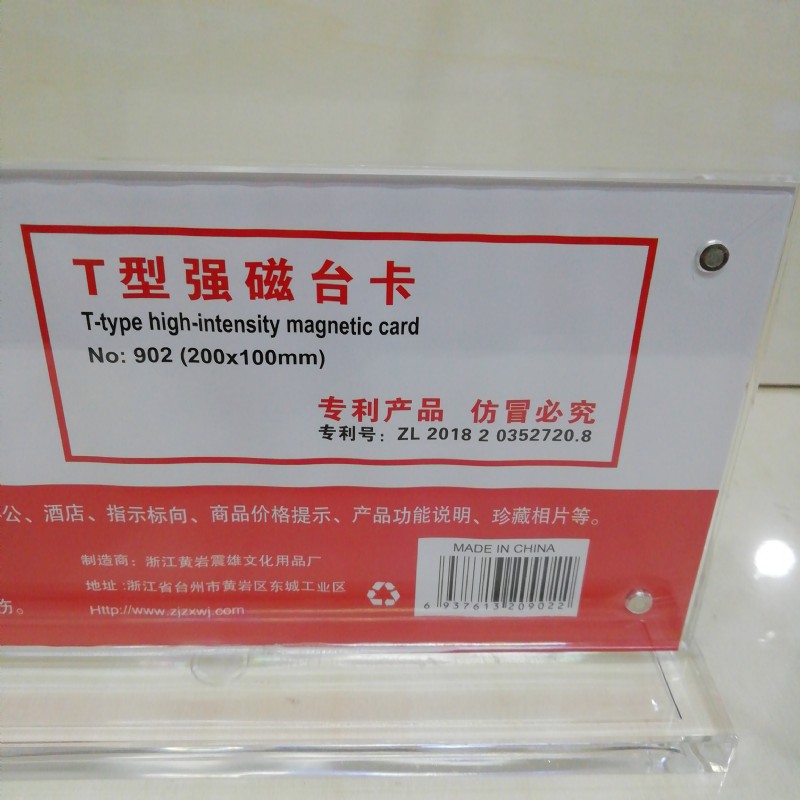 T型强磁台卡
T-type high-intensity magnetic card
No: 902 (200x100mm)
专利产品 仿冒必究
专利号：ZL 2018 2 0352720.8
公、酒店、指示标向、商品价格提示、产品功能说明、珍藏相片等。
制造商：浙江黄岩震雄文化用品厂
地址:浙江省台州市黄岩区东城工业区
伤。
Http://www.zjzxwj.com
MADE IN CHINA
6 937613 209022